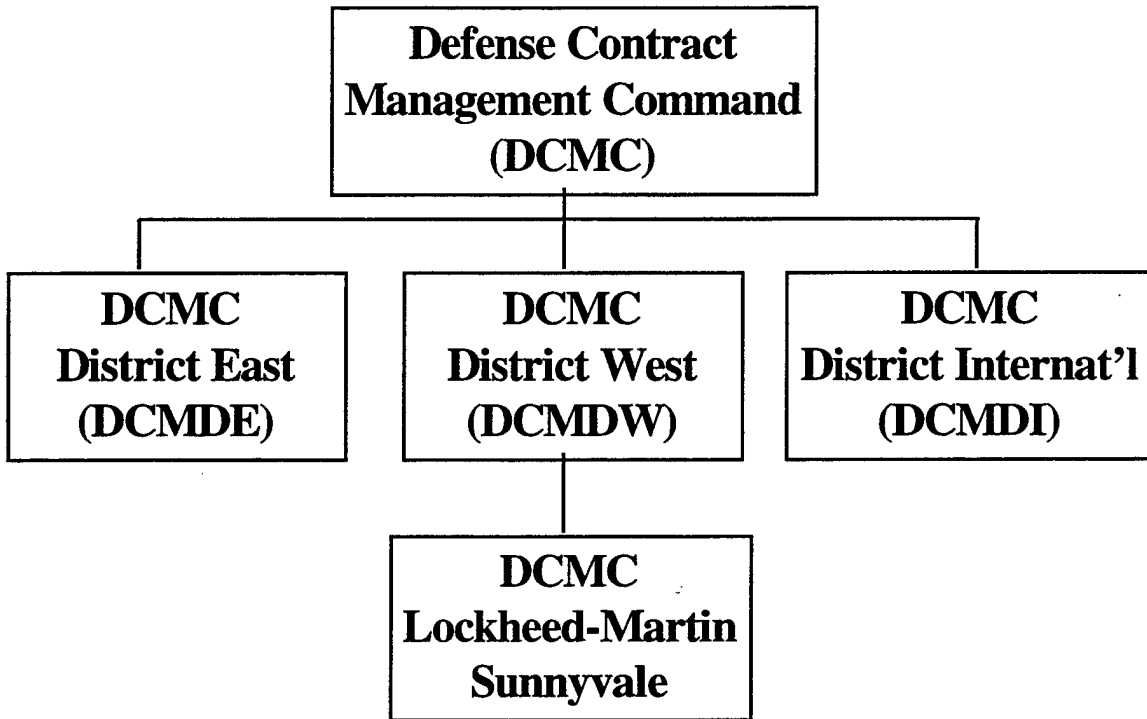 Defense Contract
Management Command
(DCMC)
DCMC
District East
(DCMDE)
DCMC
District West
(DCMDW)
DCMC
District Internat'l
(DCMDI)
DCMC
Lockheed-Martin
Sunnyvale